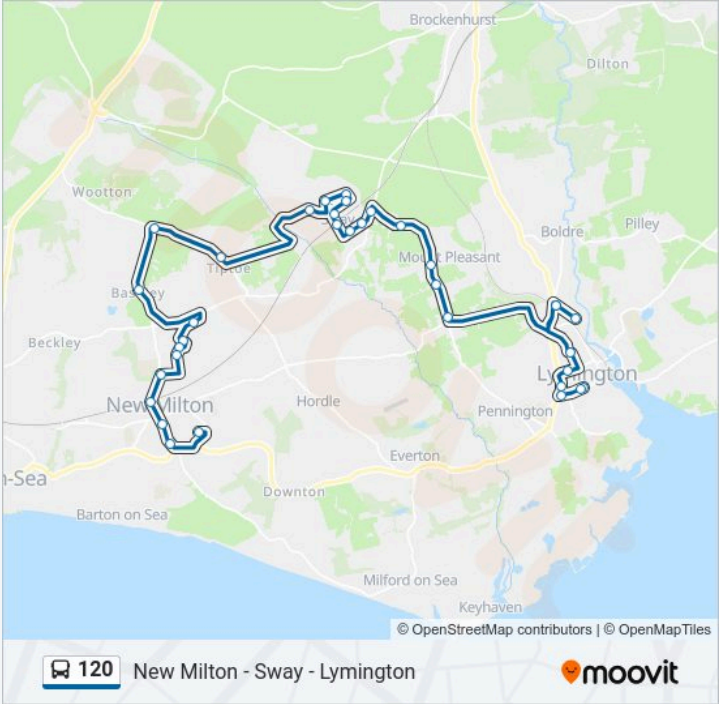 Brockenhurst
Dilton
Wootton
Boldre
Pilley
Mount Pleasant
Tiptoe
Bashley
Beckley
Lymington
New Milton
Hordle
Pennington
Everton
n-Sea
Downton
Barton on Sea
Milford on Sea
Keyhaven
© OpenStreetMap contributors | © OpenMapTiles
120 New Milton - Sway - Lymington
moovit